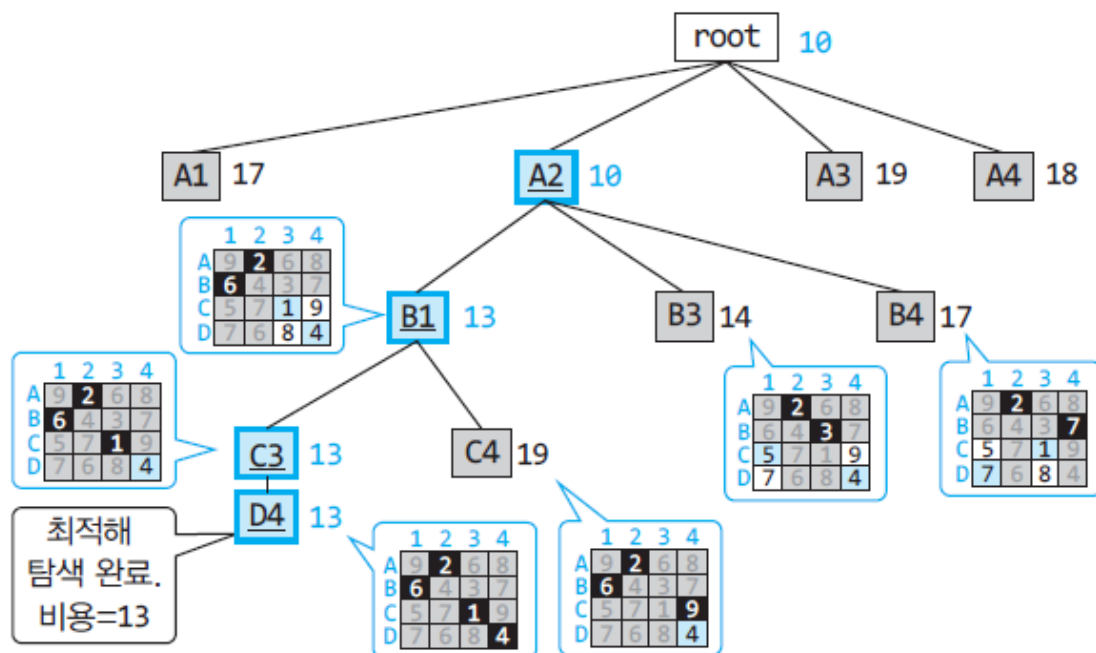 root 10
A1 17
A2 10
A3 19
A4 18
1 2 3 4
A 9 2 6 8
B 6 4 3 7
C 5 7 1 9
D 7 6 8 4
B1 13
B3 14
B4 17
1 2 3 4
A 9 2 6 8
B 6 4 3 7
C 5 7 1 9
D 7 6 8 4
C3 13
C4 19
1 2 3 4
A 9 2 6 8
B 6 4 3 7
C 5 7 1 9
D 7 6 8 4
1 2 3 4
A 9 2 6 8
B 6 4 3 7
C 5 7 1 9
D 7 6 8 4
D4 13
최적해
탐색 완료.
비용=13
1 2 3 4
A 9 2 6 8
B 6 4 3 7
C 5 7 1 9
D 7 6 8 4
1 2 3 4
A 9 2 6 8
B 6 4 3 7
C 5 7 1 9
D 7 6 8 4